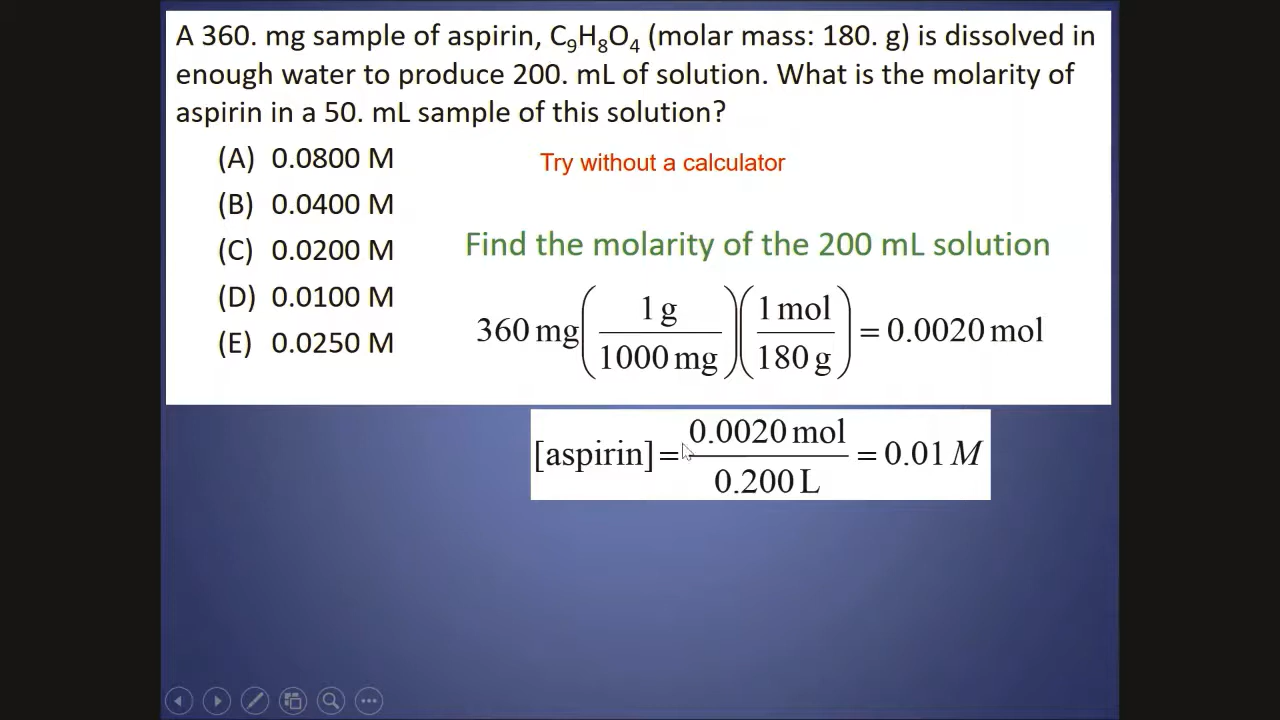 A 360. mg sample of aspirin, C₉H₈O₄ (molar mass: 180. g) is dissolved in
enough water to produce 200. mL of solution. What is the molarity of
aspirin in a 50. mL sample of this solution?
(A) 0.0800 M
Try without a calculator
(B) 0.0400 M
(C) 0.0200 M
Find the molarity of the 200 mL solution
(D) 0.0100 M
(E) 0.0250 M
360 mg(1 g / 1000 mg)(1 mol / 180 g) = 0.0020 mol
[aspirin] = 0.0020 mol / 0.200 L = 0.01 M